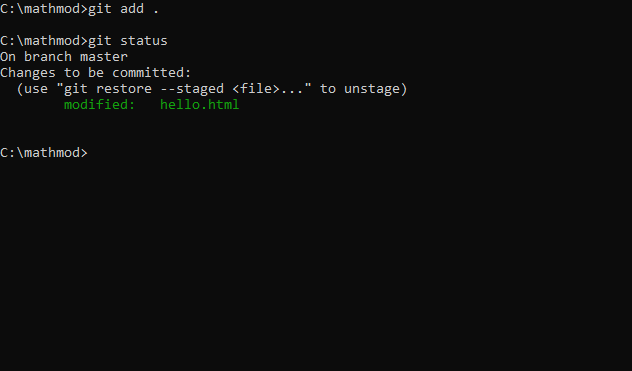 C:\mathmod>git add .
C:\mathmod>git status
On branch master
Changes to be committed:
  (use "git restore --staged <file>..." to unstage)
        modified:   hello.html
C:\mathmod>